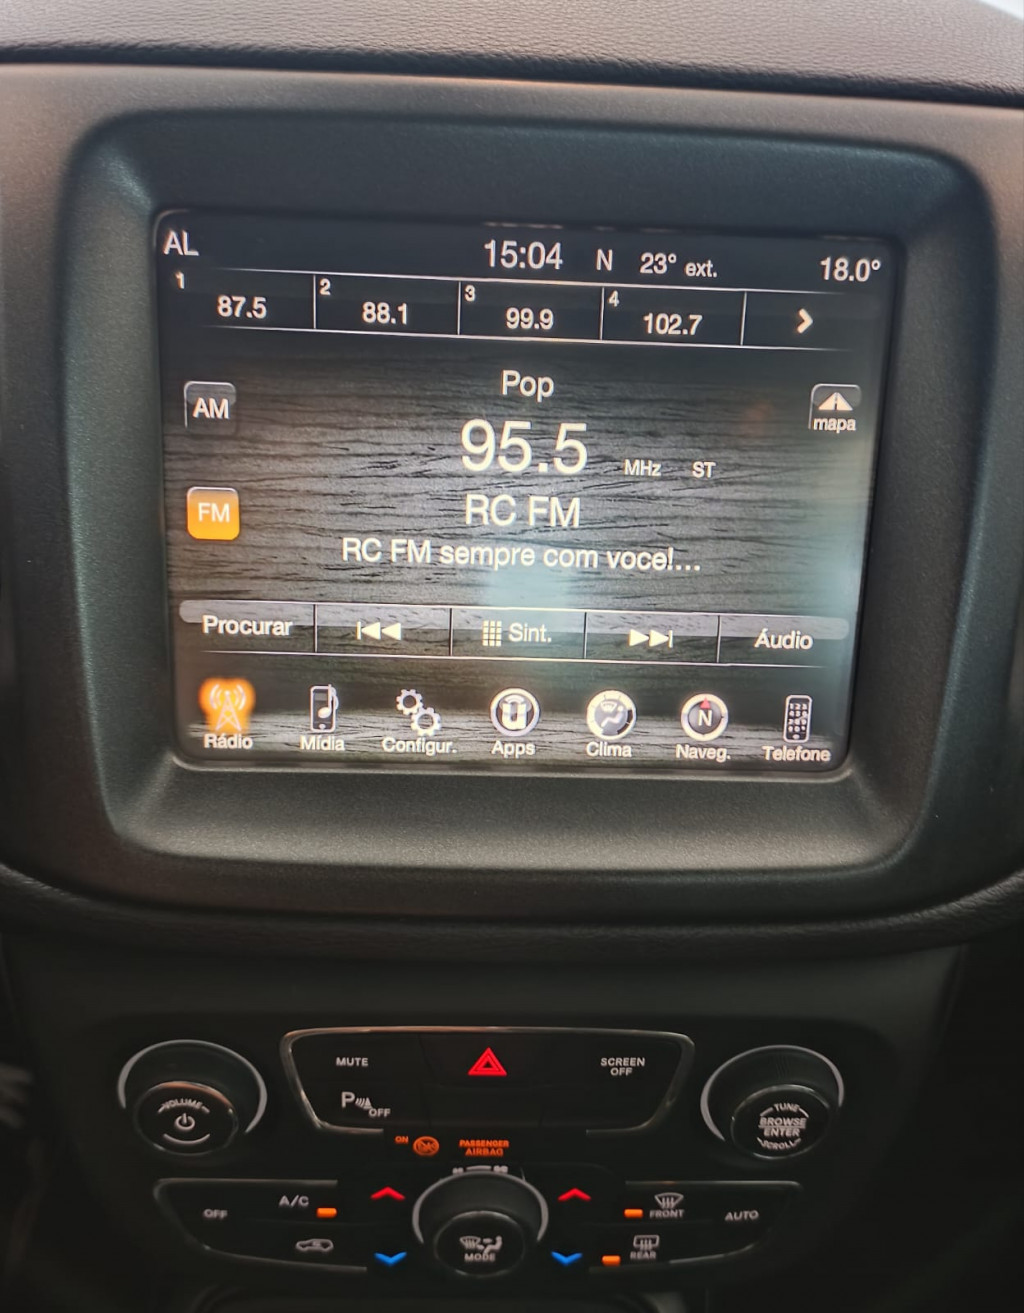 AL 15:04 N 23° ext. 18.0°
1 87.5 2 88.1 3 99.9 4 102.7
Pop
AM
mapa
95.5 MHz ST
FM
RC FM
RC FM sempre com voce!...
Procurar Sint. Áudio
Rádio Mídia Configur. Apps Clima Naveg. Telefone
MUTE SCREEN OFF
P OFF
VOLUME
TUNE
BROWSE
ENTER
SCROLL
ON PASSENGER AIRBAG
OFF A/C FRONT AUTO
MODE REAR